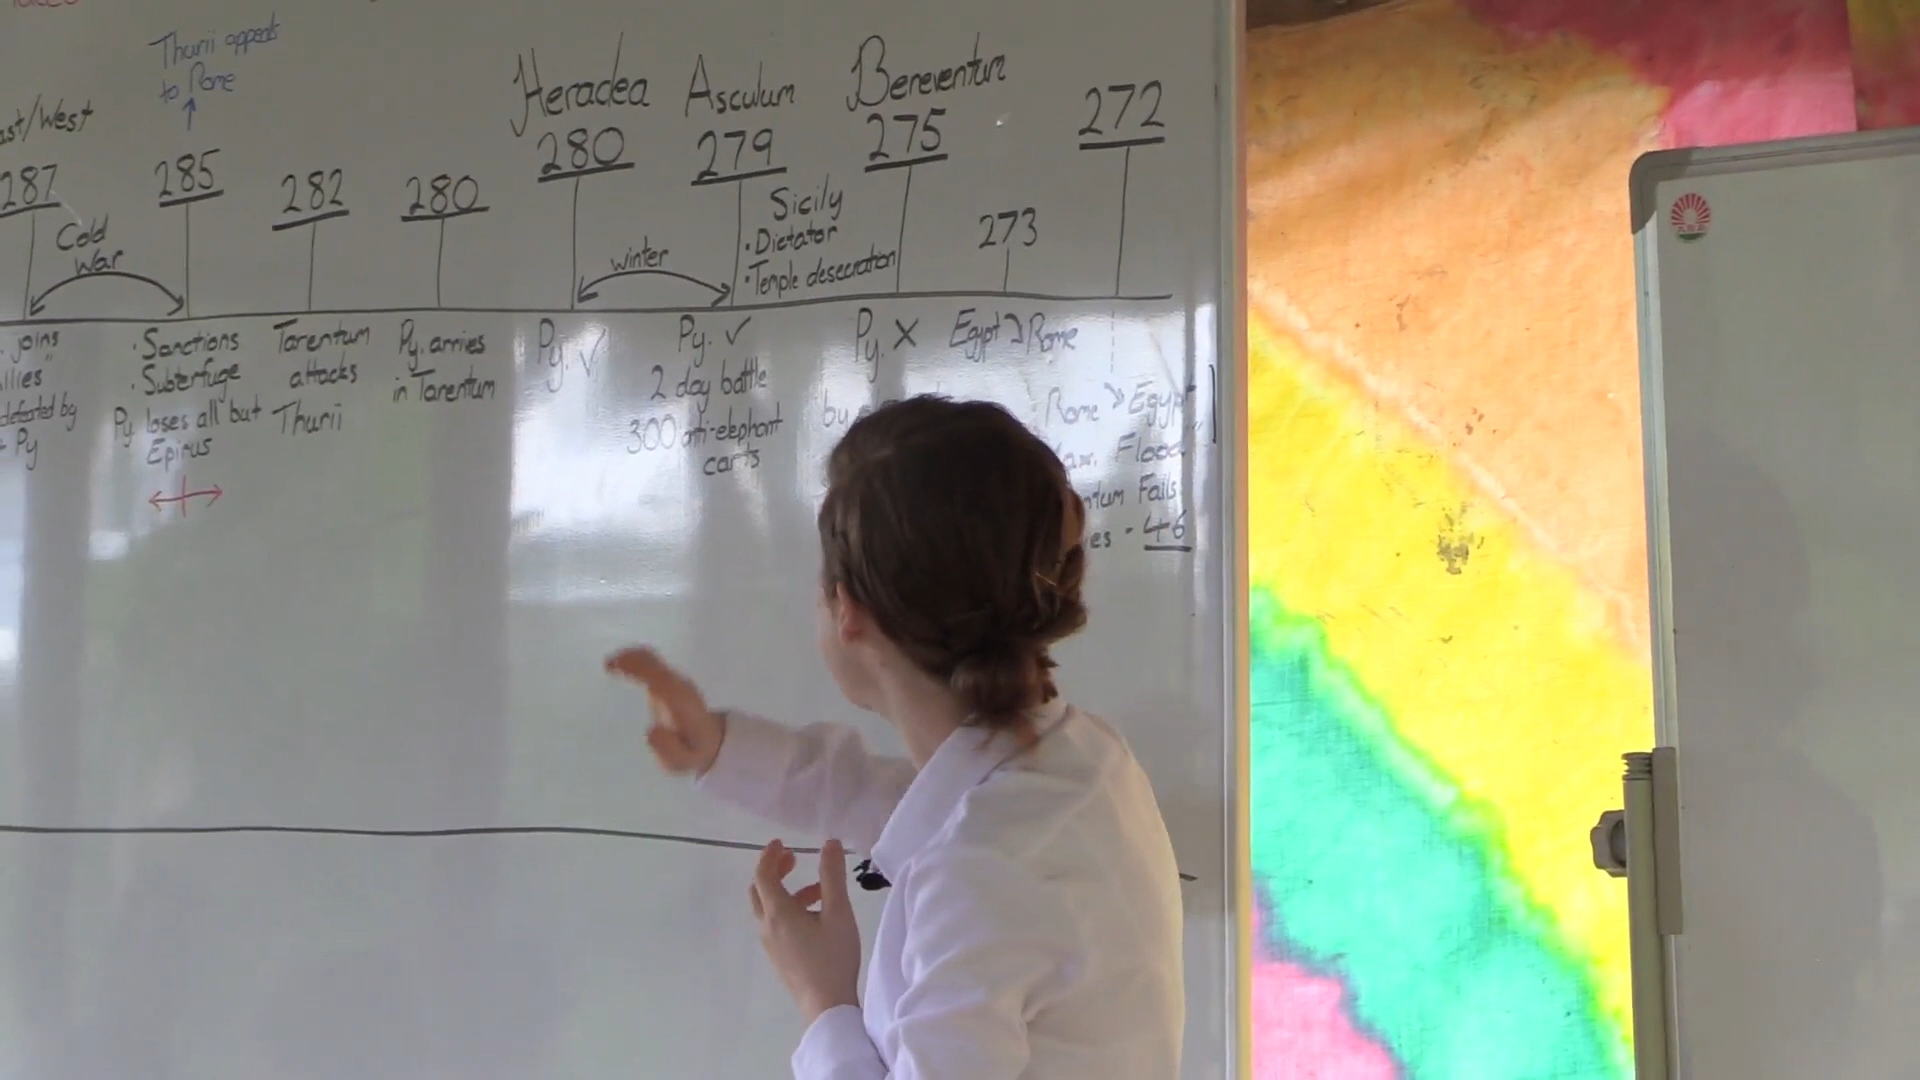 Thurii appeals
to Rome
East/West
287
Cold
War
285
282
280
Heraclea
280
winter
Asculum
279
Sicily
• Dictator
• Temple desecration
Beneventum
275
273
272
joins
defeated by
Py
• Sanctions
• Subterfuge
Py loses all but
Epirus
Tarentum
attacks
Thurii
Py. arrives
in Tarentum
Py. ✓
Py. ✓
2 day battle
300 anti-elephant
carts
Py. X
by
Egypt → Rome
Rome → Egypt
Flood
Fails
- 46